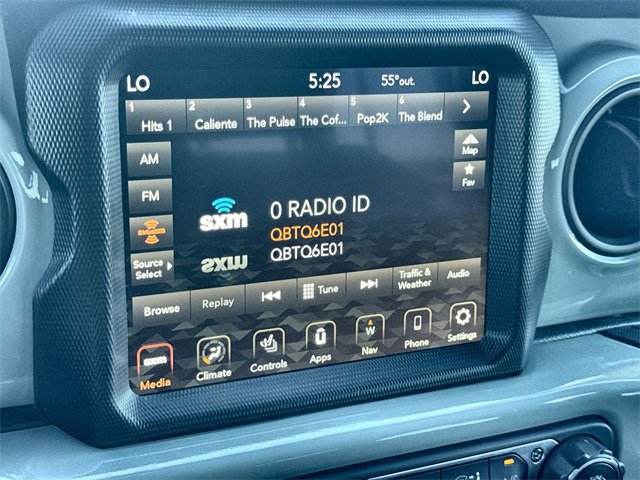 LO 5:25 55°out. LO
1 Hits 1 2 Caliente 3 The Pulse 4 The Cof... 5 Pop2K 6 The Blend
AM
Map
FM
Fav
sxm
0 RADIO ID
QBTQ6E01
QBTQ6E01
Source
Select
Browse Replay Tune Traffic & Weather Audio
sxm U W
Media Climate Controls Apps Nav Phone Settings